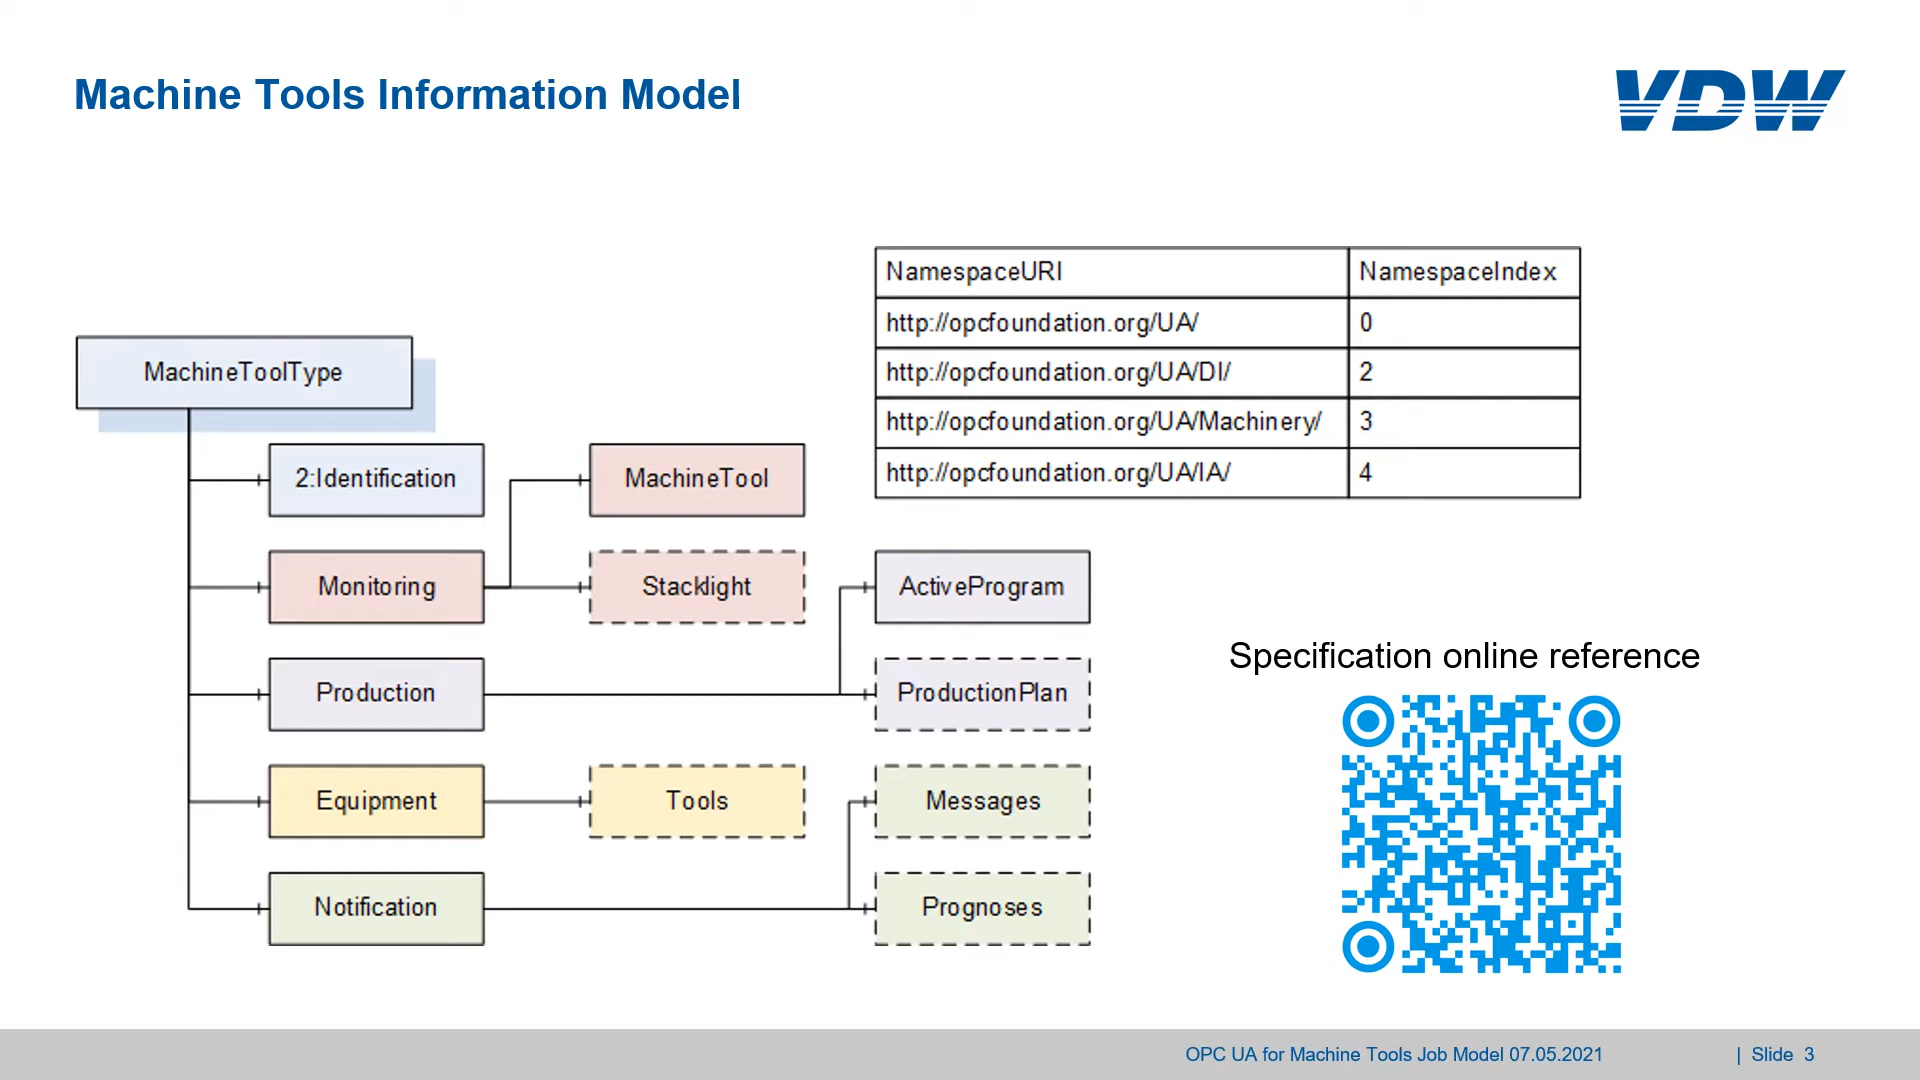 Machine Tools Information Model
VDW
NamespaceURI NamespaceIndex
http://opcfoundation.org/UA/ 0
http://opcfoundation.org/UA/DI/ 2
http://opcfoundation.org/UA/Machinery/ 3
http://opcfoundation.org/UA/IA/ 4
MachineToolType
2:Identification MachineTool
Monitoring Stacklight ActiveProgram
Production ProductionPlan
Equipment Tools Messages
Notification Prognoses
Specification online reference
OPC UA for Machine Tools Job Model 07.05.2021 | Slide 3